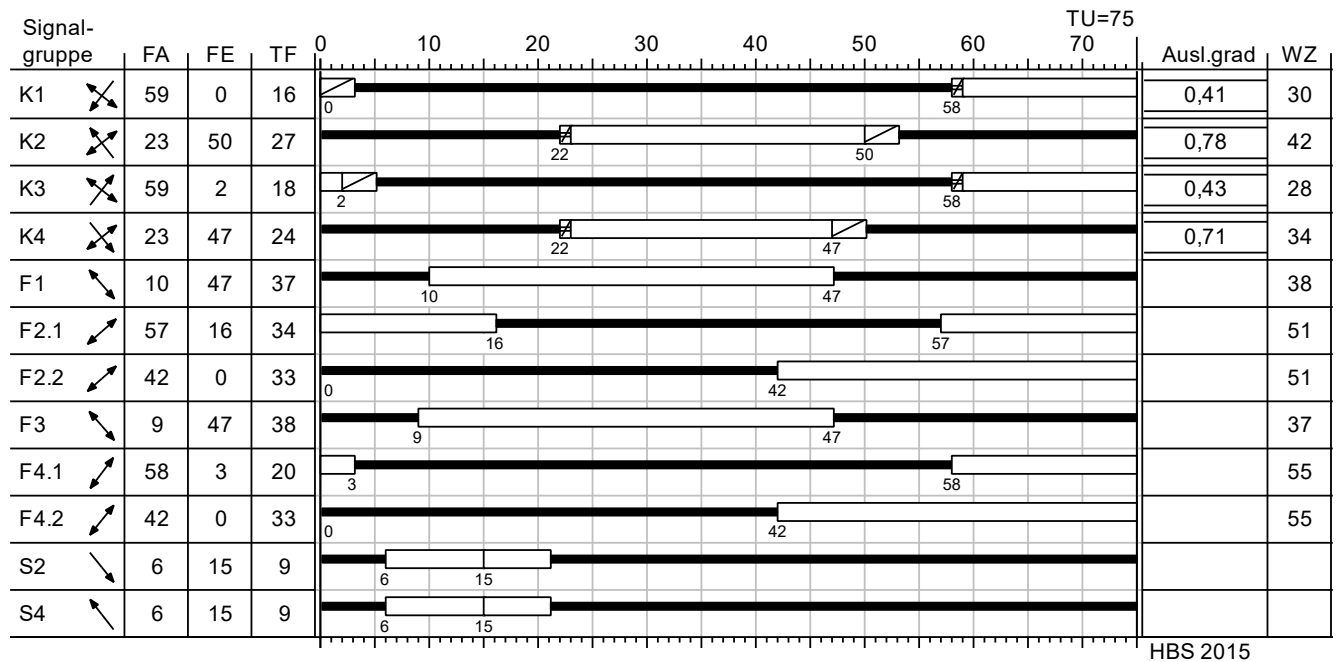 TU=75
Signal-
gruppe FA FE TF 0 10 20 30 40 50 60 70 Ausl.grad WZ
K1 59 0 16 0 58 0,41 30
K2 23 50 27 22 50 0,78 42
K3 59 2 18 2 58 0,43 28
K4 23 47 24 22 47 0,71 34
F1 10 47 37 10 47 38
F2.1 57 16 34 16 57 51
F2.2 42 0 33 0 42 51
F3 9 47 38 9 47 37
F4.1 58 3 20 3 58 55
F4.2 42 0 33 0 42 55
S2 6 15 9 6 15
S4 6 15 9 6 15
HBS 2015